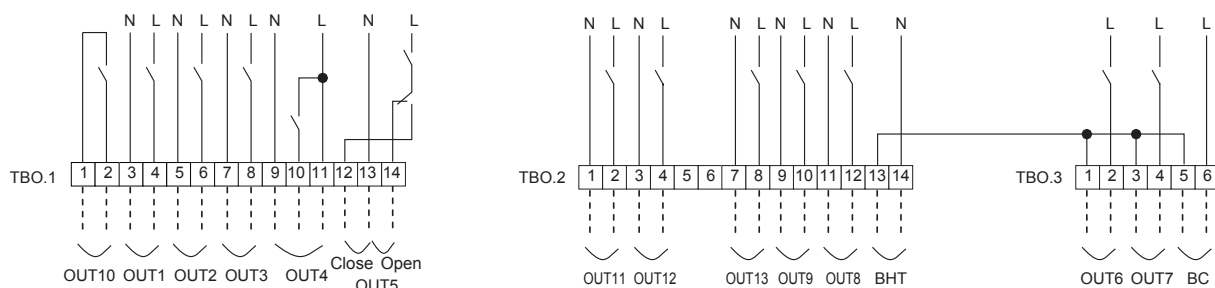 N L N L N L N L N L
N L N L N L N L N L N
L L L
TBO.1 1 2 3 4 5 6 7 8 9 10 11 12 13 14
TBO.2 1 2 3 4 5 6 7 8 9 10 11 12 13 14
TBO.3 1 2 3 4 5 6
OUT10 OUT1 OUT2 OUT3 OUT4 Close Open
OUT5
OUT11 OUT12 OUT13 OUT9 OUT8 BHT
OUT6 OUT7 BC